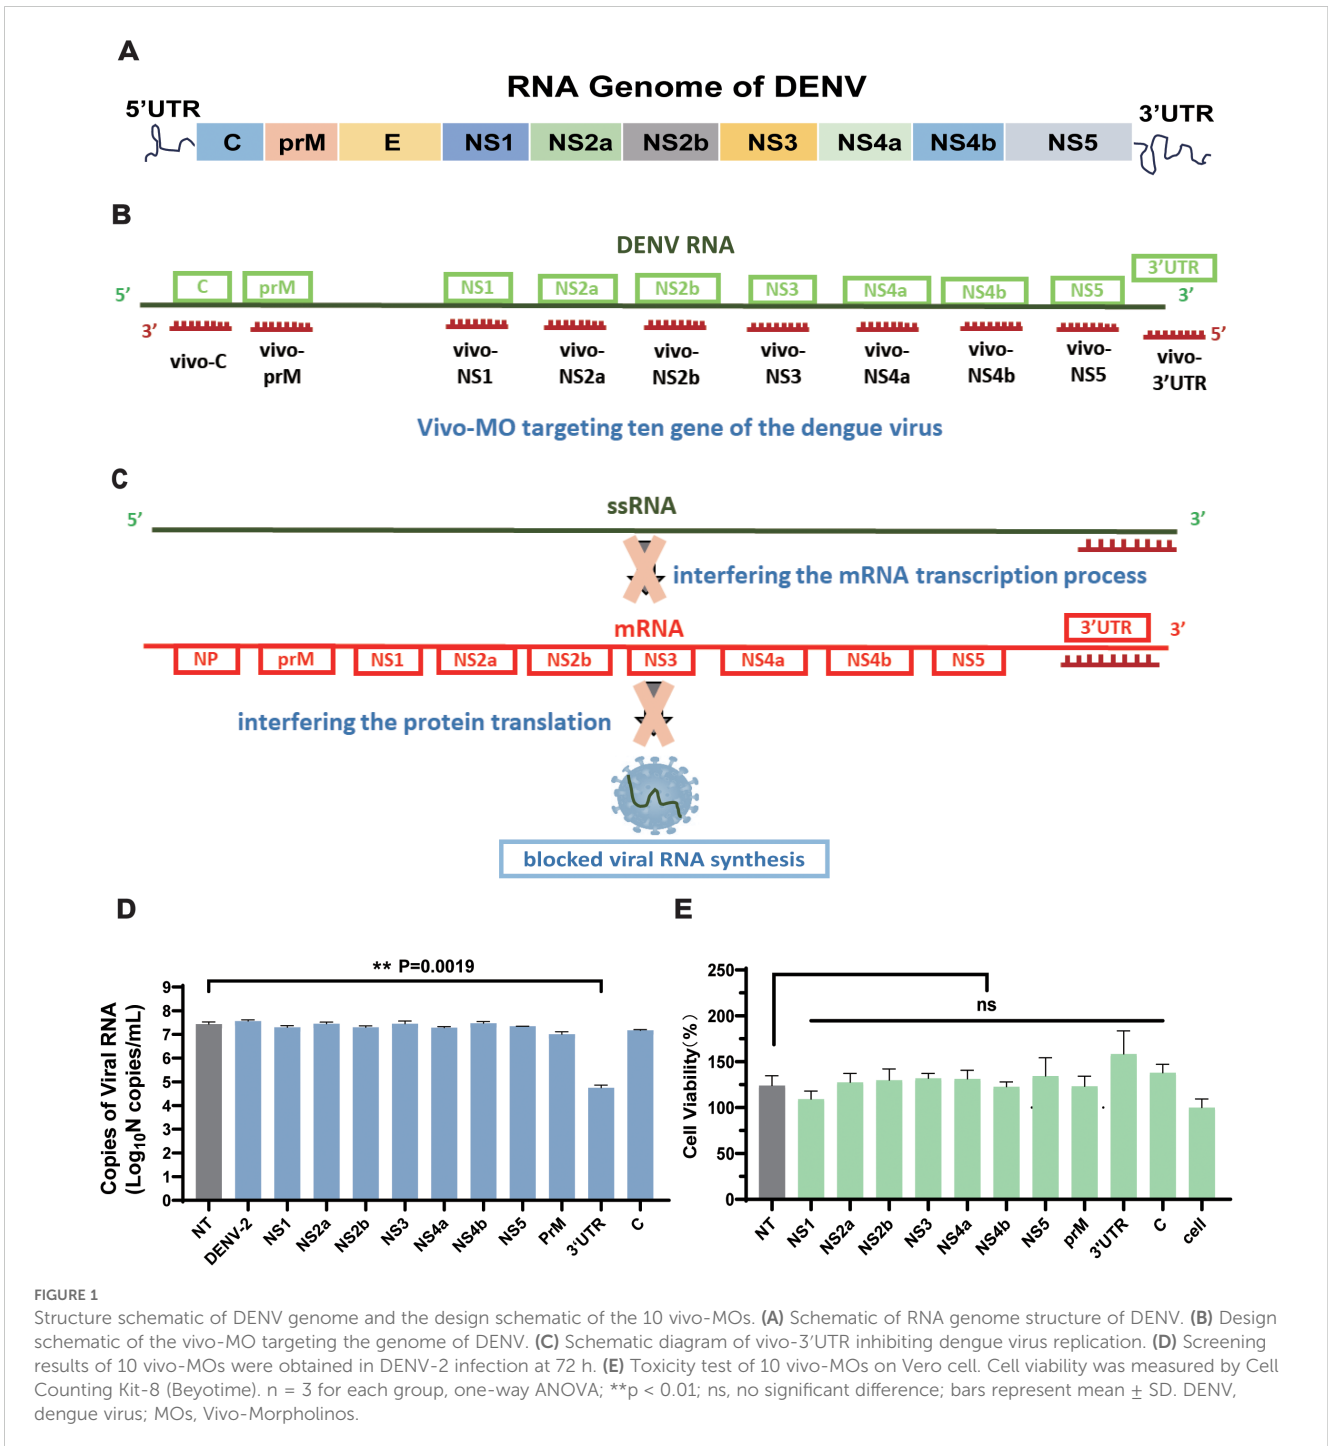 A
RNA Genome of DENV
5'UTR
3'UTR
C prM E NS1 NS2a NS2b NS3 NS4a NS4b NS5
B
DENV RNA
3'UTR
C prM NS1 NS2a NS2b NS3 NS4a NS4b NS5
5' 3'
3' 5'
vivo-C
vivo-
prM
vivo-
NS1
vivo-
NS2a
vivo-
NS2b
vivo-
NS3
vivo-
NS4a
vivo-
NS4b
vivo-
NS5
vivo-
3'UTR
Vivo-MO targeting ten gene of the dengue virus
C
ssRNA
5' 3'
interfering the mRNA transcription process
mRNA
3'UTR 3'
NP prM NS1 NS2a NS2b NS3 NS4a NS4b NS5
interfering the protein translation
blocked viral RNA synthesis
D
** P=0.0019
Copies of Viral RNA
(Log10N copies/mL)
9
8
7
6
5
4
3
2
1
0
NT DENV-2 NS1 NS2a NS2b NS3 NS4a NS4b NS5 PrM 3'UTR C
E
ns
Cell Viability(%)
250
200
150
100
50
0
NT NS1 NS2a NS2b NS3 NS4a NS4b NS5 prM 3'UTR C cell
FIGURE 1
Structure schematic of DENV genome and the design schematic of the 10 vivo-MOs. (A) Schematic of RNA genome structure of DENV. (B) Design
schematic of the vivo-MO targeting the genome of DENV. (C) Schematic diagram of vivo-3'UTR inhibiting dengue virus replication. (D) Screening
results of 10 vivo-MOs were obtained in DENV-2 infection at 72 h. (E) Toxicity test of 10 vivo-MOs on Vero cell. Cell viability was measured by Cell
Counting Kit-8 (Beyotime). n = 3 for each group, one-way ANOVA; **p < 0.01; ns, no significant difference; bars represent mean ± SD. DENV,
dengue virus; MOs, Vivo-Morpholinos.